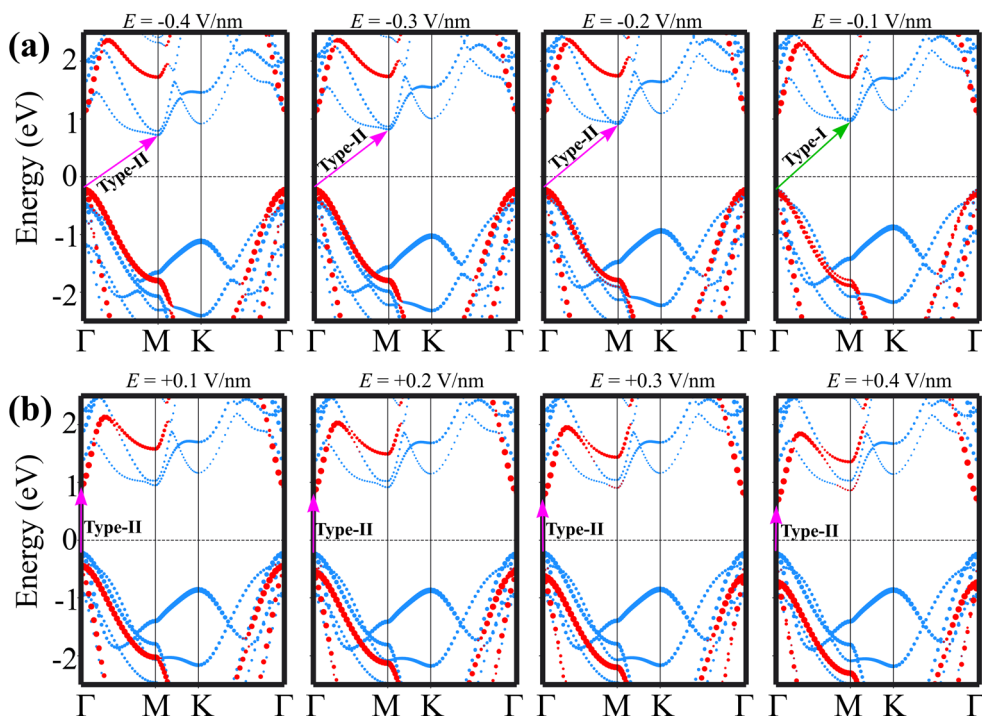 E = -0.4 V/nm E = -0.3 V/nm E = -0.2 V/nm E = -0.1 V/nm
(a)
2
1
0
-1
-2
Energy (eV)
Type-II Type-II Type-II Type-I
Γ M K Γ Γ M K Γ Γ M K Γ Γ M K Γ
E = +0.1 V/nm E = +0.2 V/nm E = +0.3 V/nm E = +0.4 V/nm
(b)
2
1
0
-1
-2
Energy (eV)
Type-II Type-II Type-II Type-II
Γ M K Γ Γ M K Γ Γ M K Γ Γ M K Γ